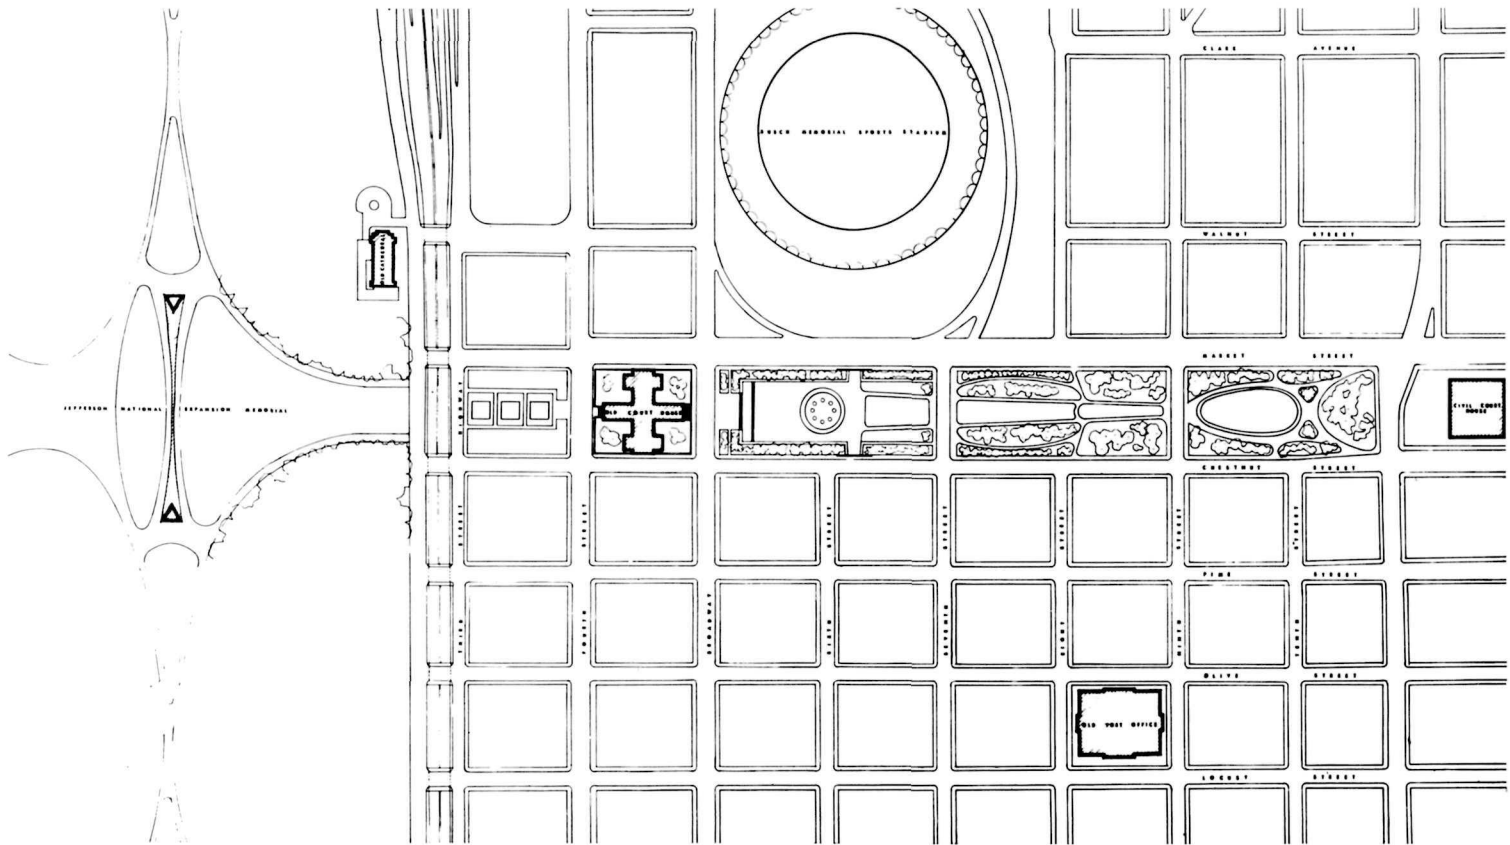 CLARK AVENUE
BUSCH MEMORIAL SPORTS STADIUM
WALNUT STREET
OLD CATHEDRAL
MARKET STREET
JEFFERSON NATIONAL EXPANSION MEMORIAL
BROADWAY
OLD COURT HOUSE
CIVIL COURT
HOUSE
CHESTNUT STREET
THIRD STREET
FOURTH STREET
BROADWAY
SIXTH STREET
SEVENTH STREET
EIGHT STREET
NINTH STREET
TENTH STREET
PINE STREET
OLIVE STREET
OLD POST OFFICE
LOCUST STREET